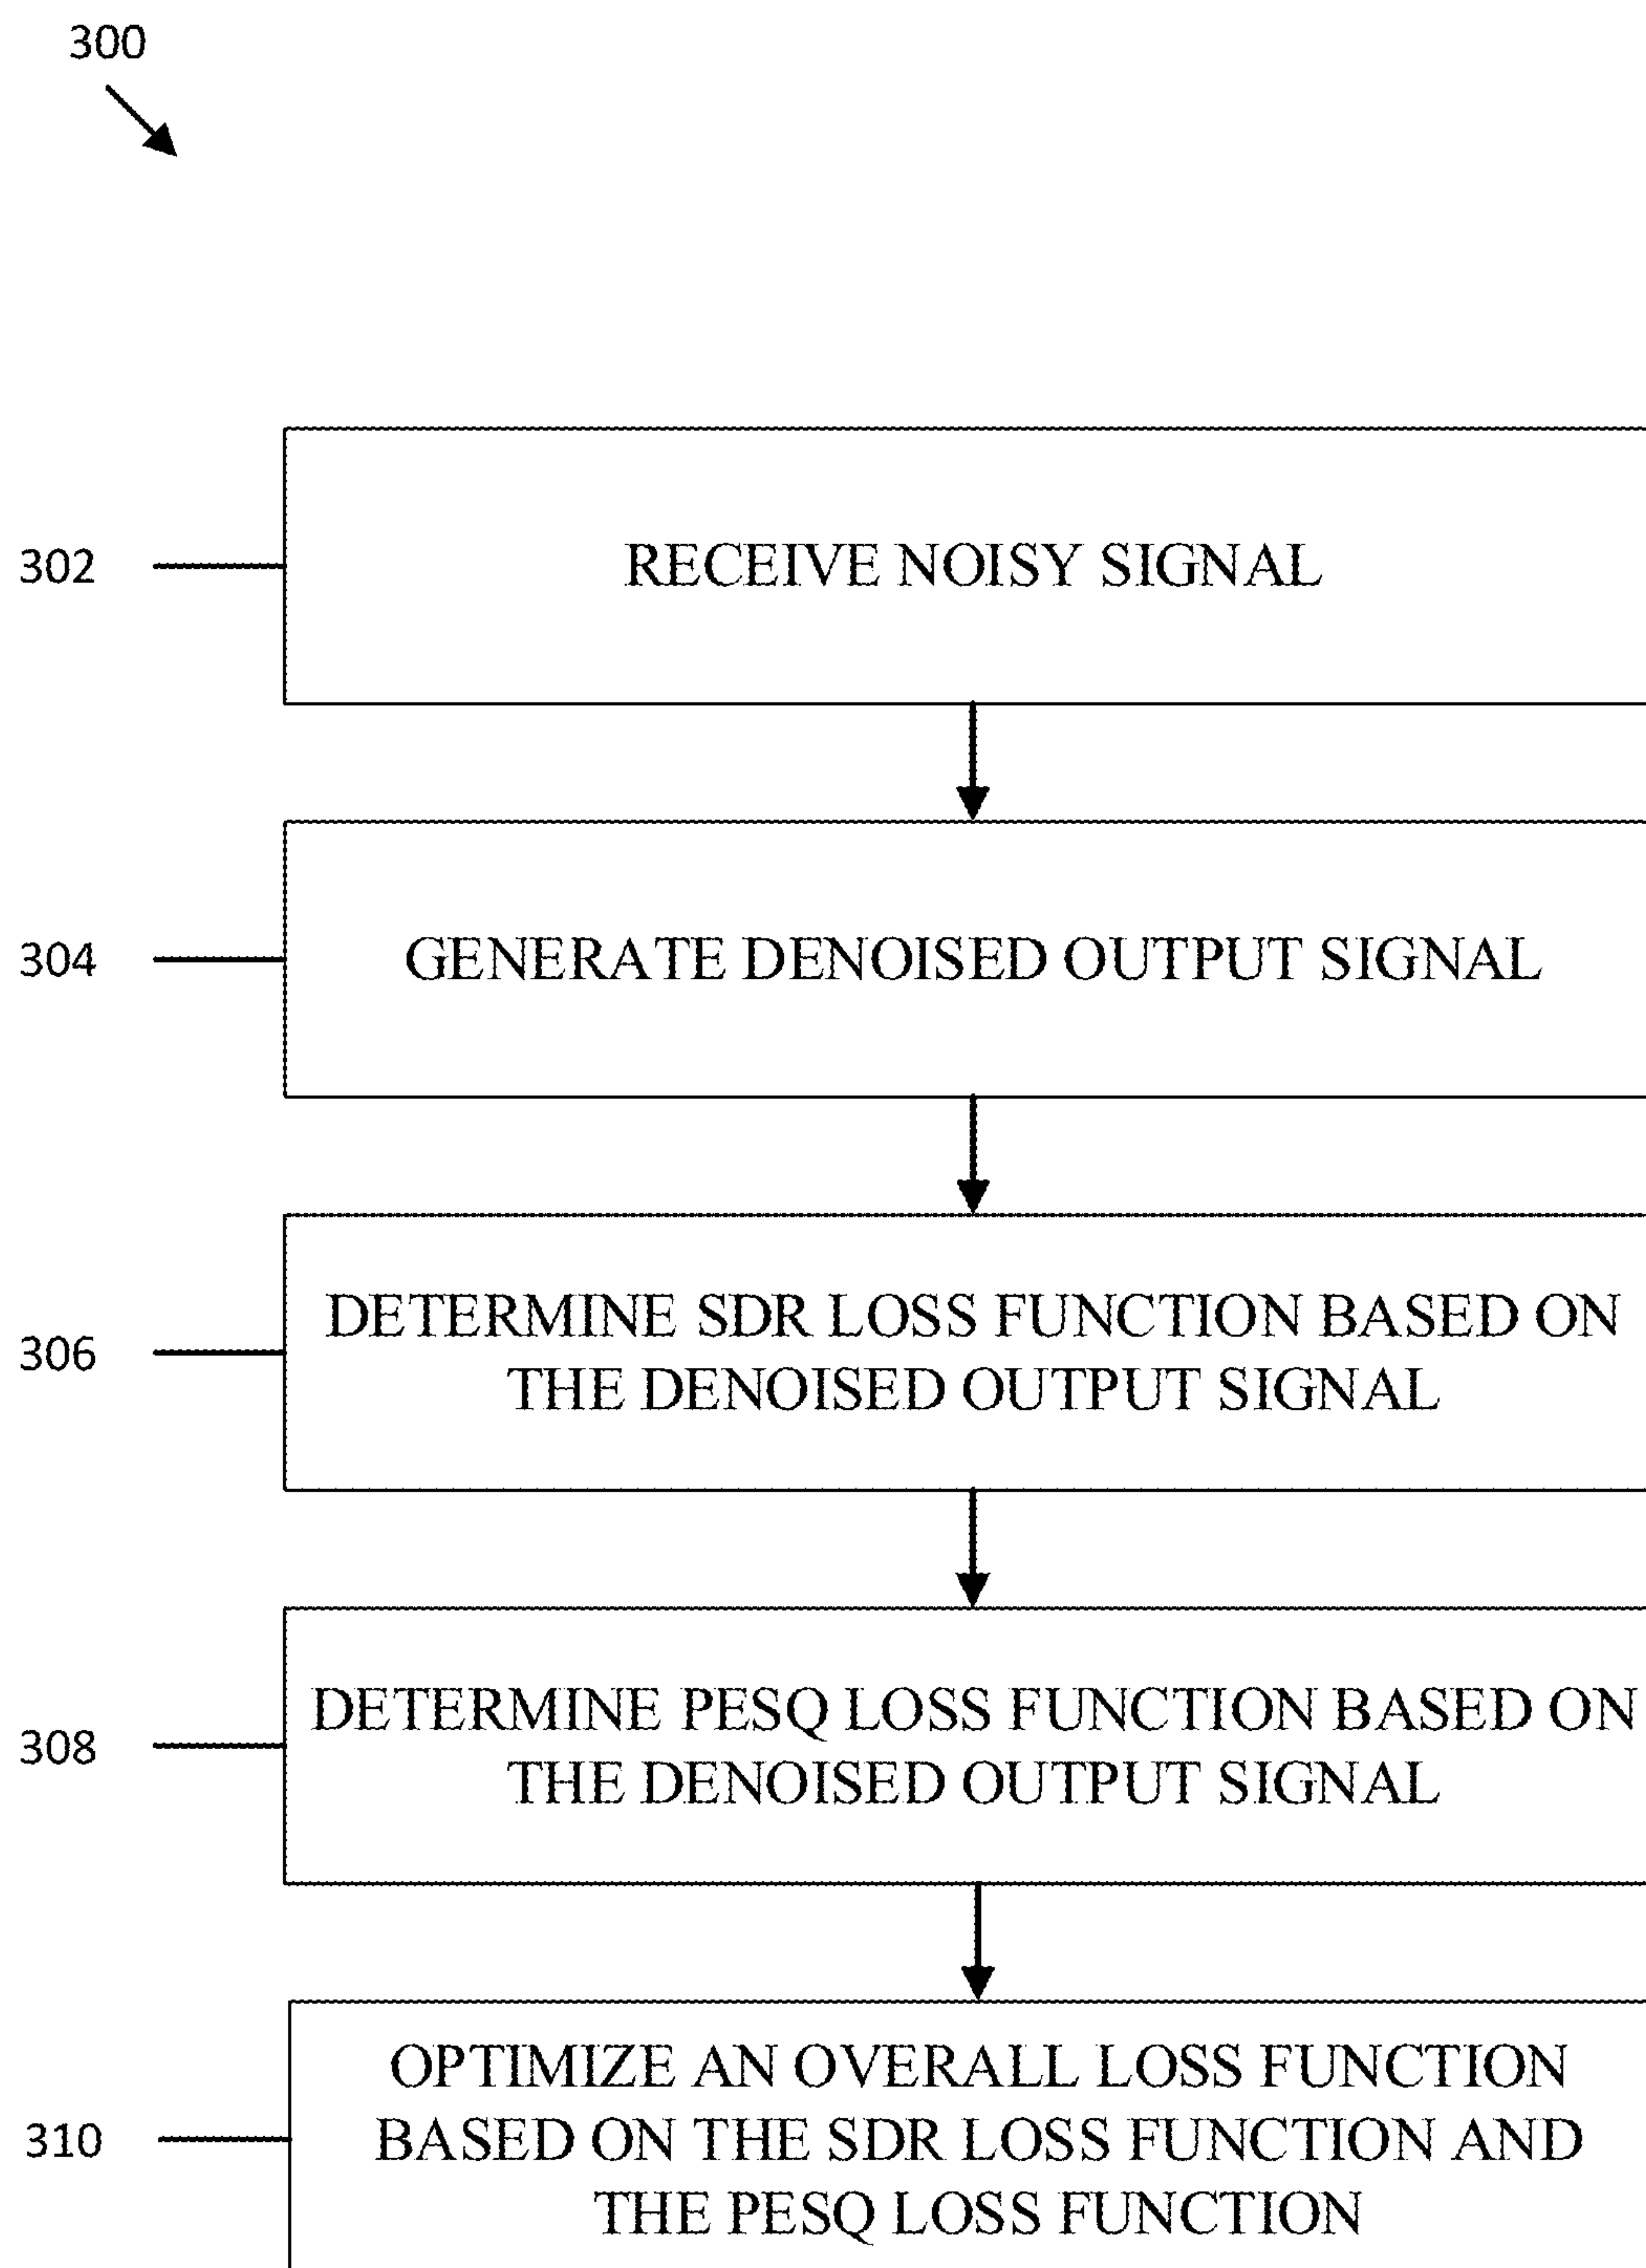 300
302
RECEIVE NOISY SIGNAL
304
GENERATE DENOISED OUTPUT SIGNAL
306
DETERMINE SDR LOSS FUNCTION BASED ON
THE DENOISED OUTPUT SIGNAL
308
DETERMINE PESQ LOSS FUNCTION BASED ON
THE DENOISED OUTPUT SIGNAL
310
OPTIMIZE AN OVERALL LOSS FUNCTION
BASED ON THE SDR LOSS FUNCTION AND
THE PESQ LOSS FUNCTION